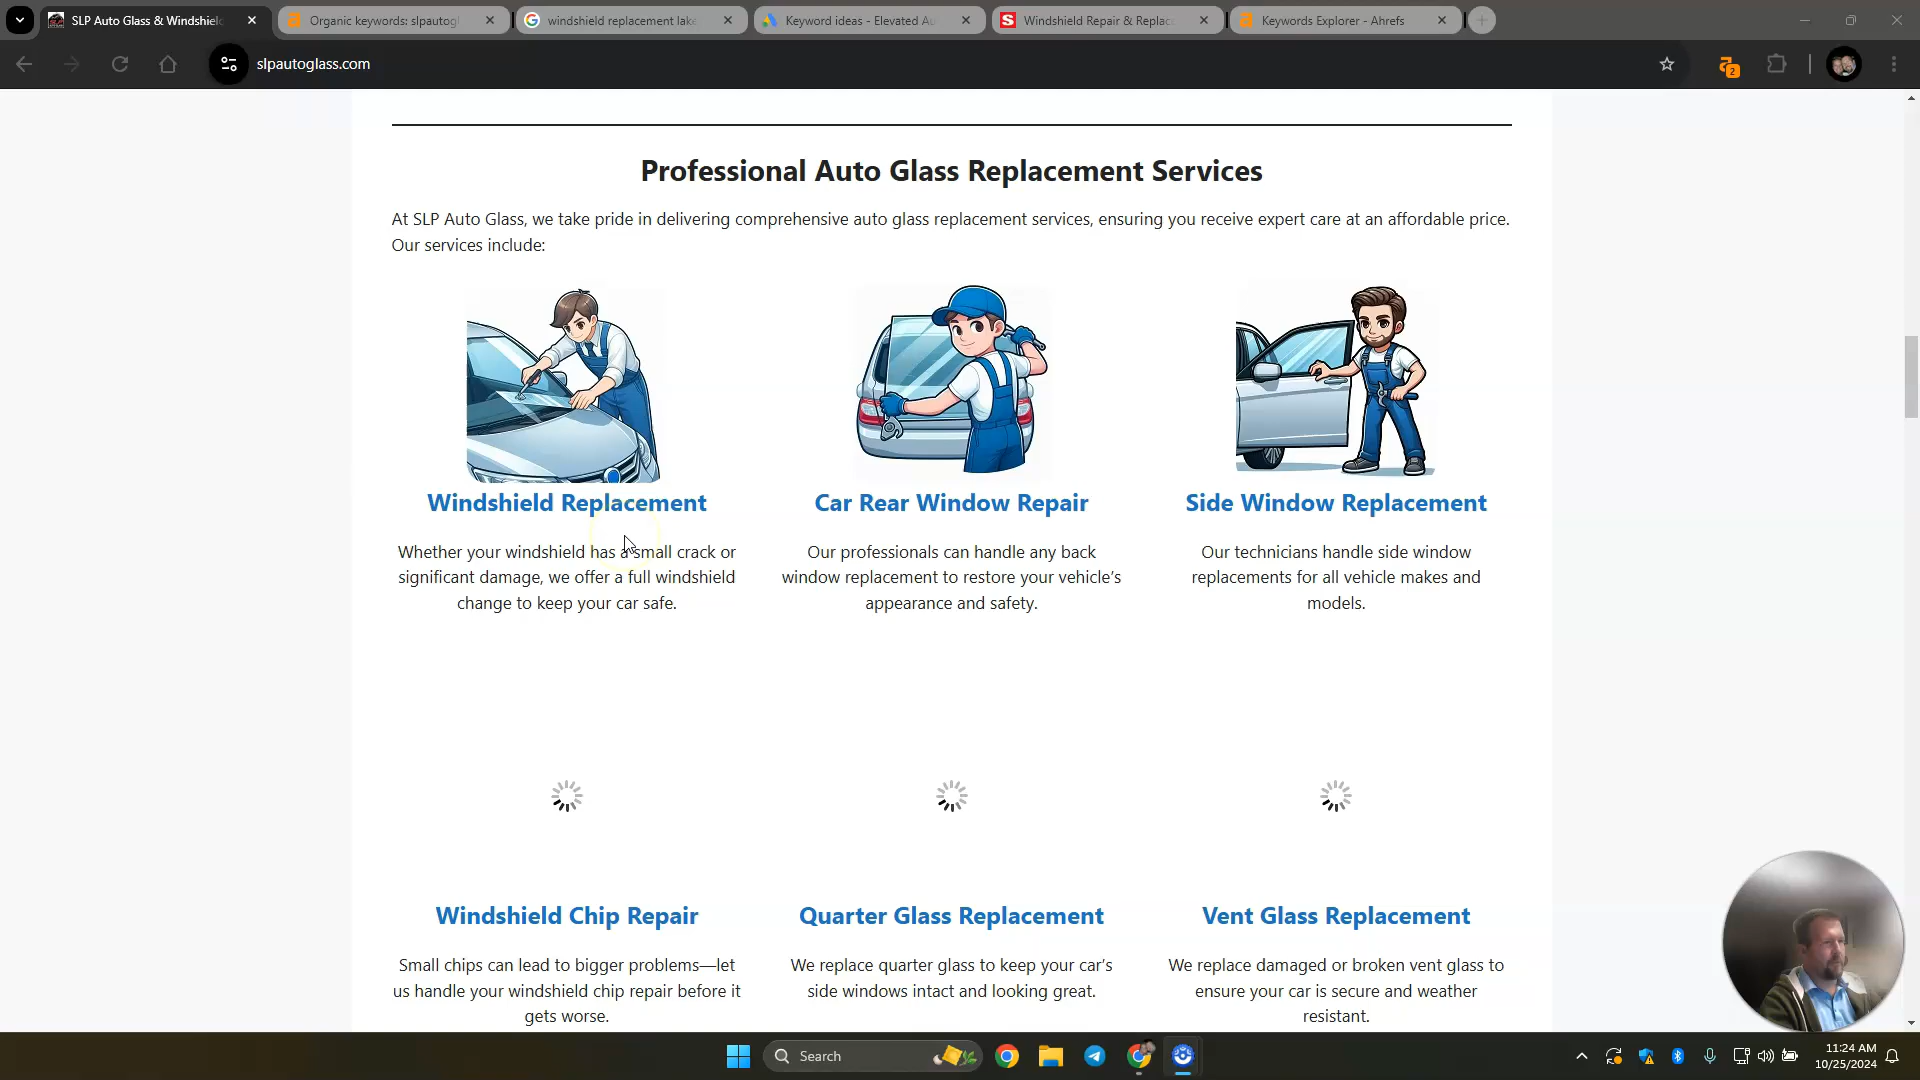 SLP Auto Glass & Windshiel
Organic keywords: slpautogl
windshield replacement lake
Keyword ideas - Elevated Au
Windshield Repair & Replac
Keywords Explorer - Ahrefs
slpautoglass.com
2
Professional Auto Glass Replacement Services
At SLP Auto Glass, we take pride in delivering comprehensive auto glass replacement services, ensuring you receive expert care at an affordable price.
Our services include:
Windshield Replacement
Whether your windshield has a small crack or
significant damage, we offer a full windshield
change to keep your car safe.
Car Rear Window Repair
Our professionals can handle any back
window replacement to restore your vehicle's
appearance and safety.
Side Window Replacement
Our technicians handle side window
replacements for all vehicle makes and
models.
Windshield Chip Repair
Small chips can lead to bigger problems—let
us handle your windshield chip repair before it
gets worse.
Quarter Glass Replacement
We replace quarter glass to keep your car's
side windows intact and looking great.
Vent Glass Replacement
We replace damaged or broken vent glass to
ensure your car is secure and weather
resistant.
Search
11:24 AM
10/25/2024